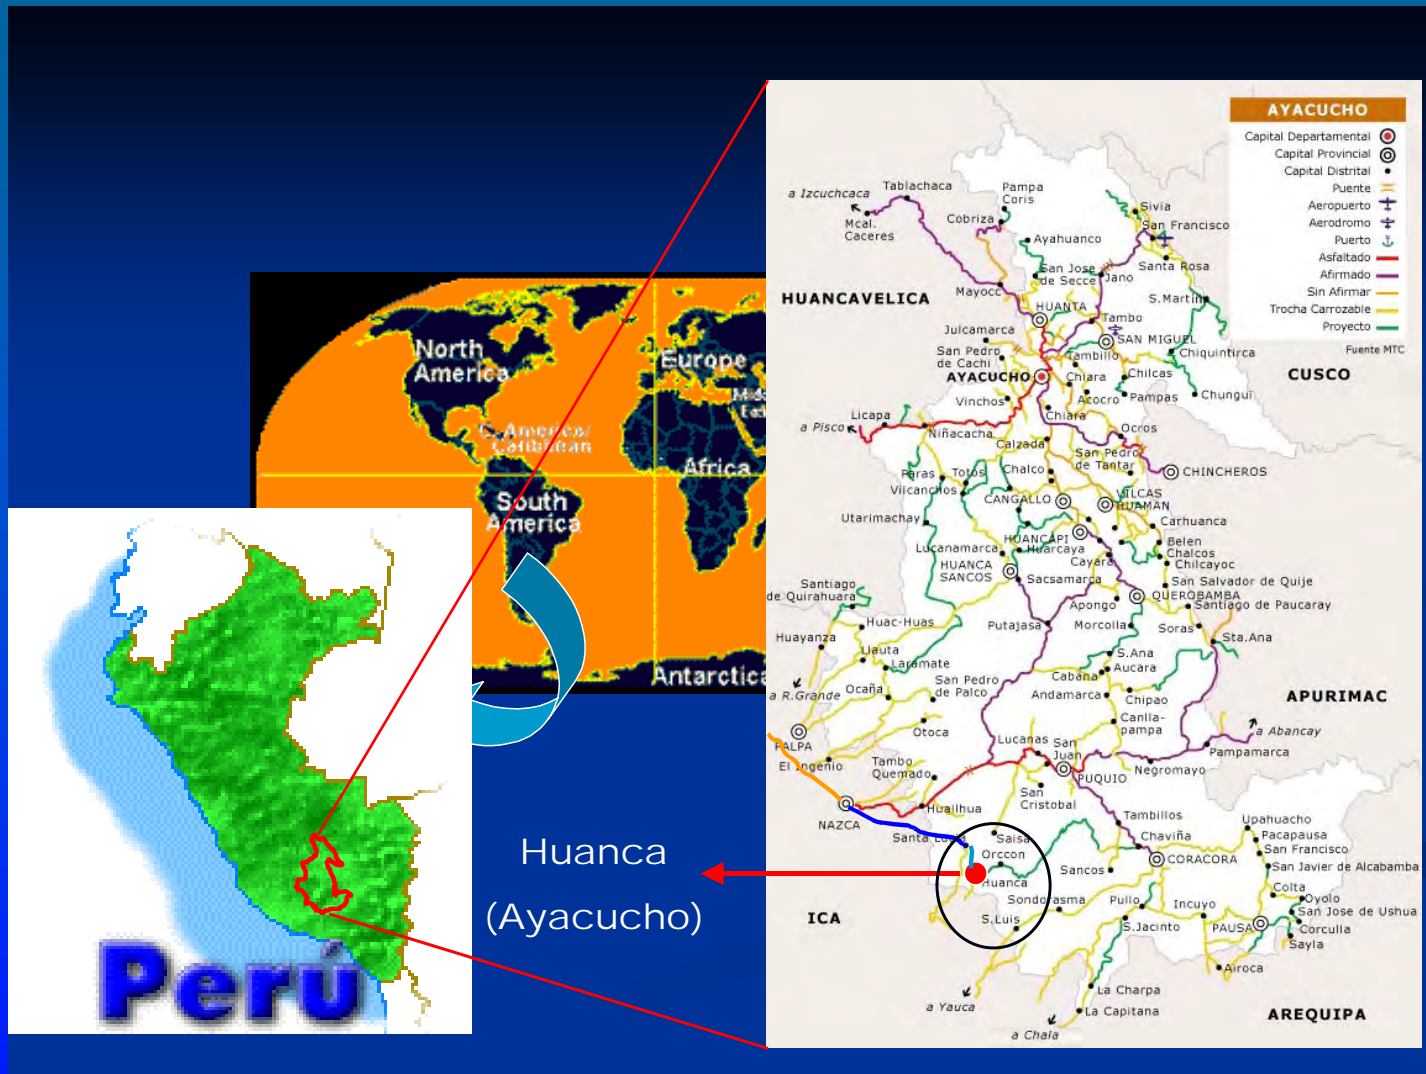 North
America
C. America/
Caribbean
South
America
Europe
Africa
Antarctica
Perú
Huanca
(Ayacucho)
AYACUCHO
Capital Departamental
Capital Provincial
Capital Distrital
Puente
Aeropuerto
Aerodromo
Puerto
Asfaltado
Afirmado
Sin Afirmar
Trocha Carrozable
Proyecto
Fuente MTC
a Izcuchcaca
Tablachaca
Mcal.
Caceres
Pampa
Coris
Cobriza
Ayahuanco
Sivia
San Francisco
Santa Rosa
San Jose
de Secce
Jano
Mayocc
S.Martin
HUANCAVELICA
HUANTA
Tambo
SAN MIGUEL
Julcamarca
San Pedro
de Cachi
Tambillo
Chiquintirca
AYACUCHO
Chiara
Chilcas
CUSCO
Vinchos
Acocro
Pampas
Chungui
Chiara
Licapa
a Pisco
Niñacacha
Calzada
Ocros
San Pedro
de Tantar
CHINCHEROS
Paras
Totos
Chalco
Vilcanchos
CANGALLO
VILCAS
HUAMAN
Utarimachay
Carhuanca
HUANCAPI
Belen
Lucanamarca
Huarcaya
Chalcos
Cayara
Chilcayoc
HUANCA
SANCOS
Sacsamarca
San Salvador de Quije
Santiago
de Quirahuara
QUEROBAMBA
Apongo
Santiago de Paucaray
Huac-Huas
Putajasa
Morcolla
Soras
Sta.Ana
Huayanza
Llauta
Laramate
S.Ana
Aucara
Cabana
a R.Grande
Ocaña
San Pedro
de Palco
Andamarca
Chipao
APURIMAC
Otoca
Canlla-
pampa
a Abancay
PALPA
Lucanas
San
Juan
Pampamarca
El Ingenio
Tambo
Quemado
PUQUIO
Negromayo
San
Cristobal
NAZCA
Huallhua
Tambillos
Upahuacho
Santa Lucia
Saisa
Chaviña
Pacapausa
San Francisco
Orccon
CORACORA
San Javier de Alcabamba
Huanca
Sancos
Colta
Oyolo
Sondorasma
Pullo
Incuyo
San Jose de Ushua
ICA
S.Luis
S.Jacinto
PAUSA
Corculla
Sayla
Airoca
a Yauca
La Charpa
La Capitana
AREQUIPA
a Chala